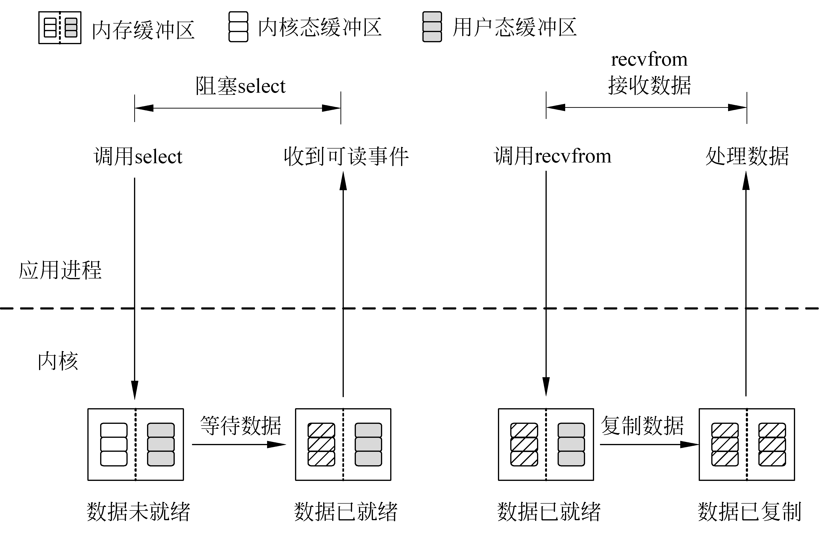 内存缓冲区
内核态缓冲区
用户态缓冲区
阻塞select
recvfrom
接收数据
调用select
收到可读事件
调用recvfrom
处理数据
应用进程
内核
等待数据
复制数据
数据未就绪
数据已就绪
数据已就绪
数据已复制